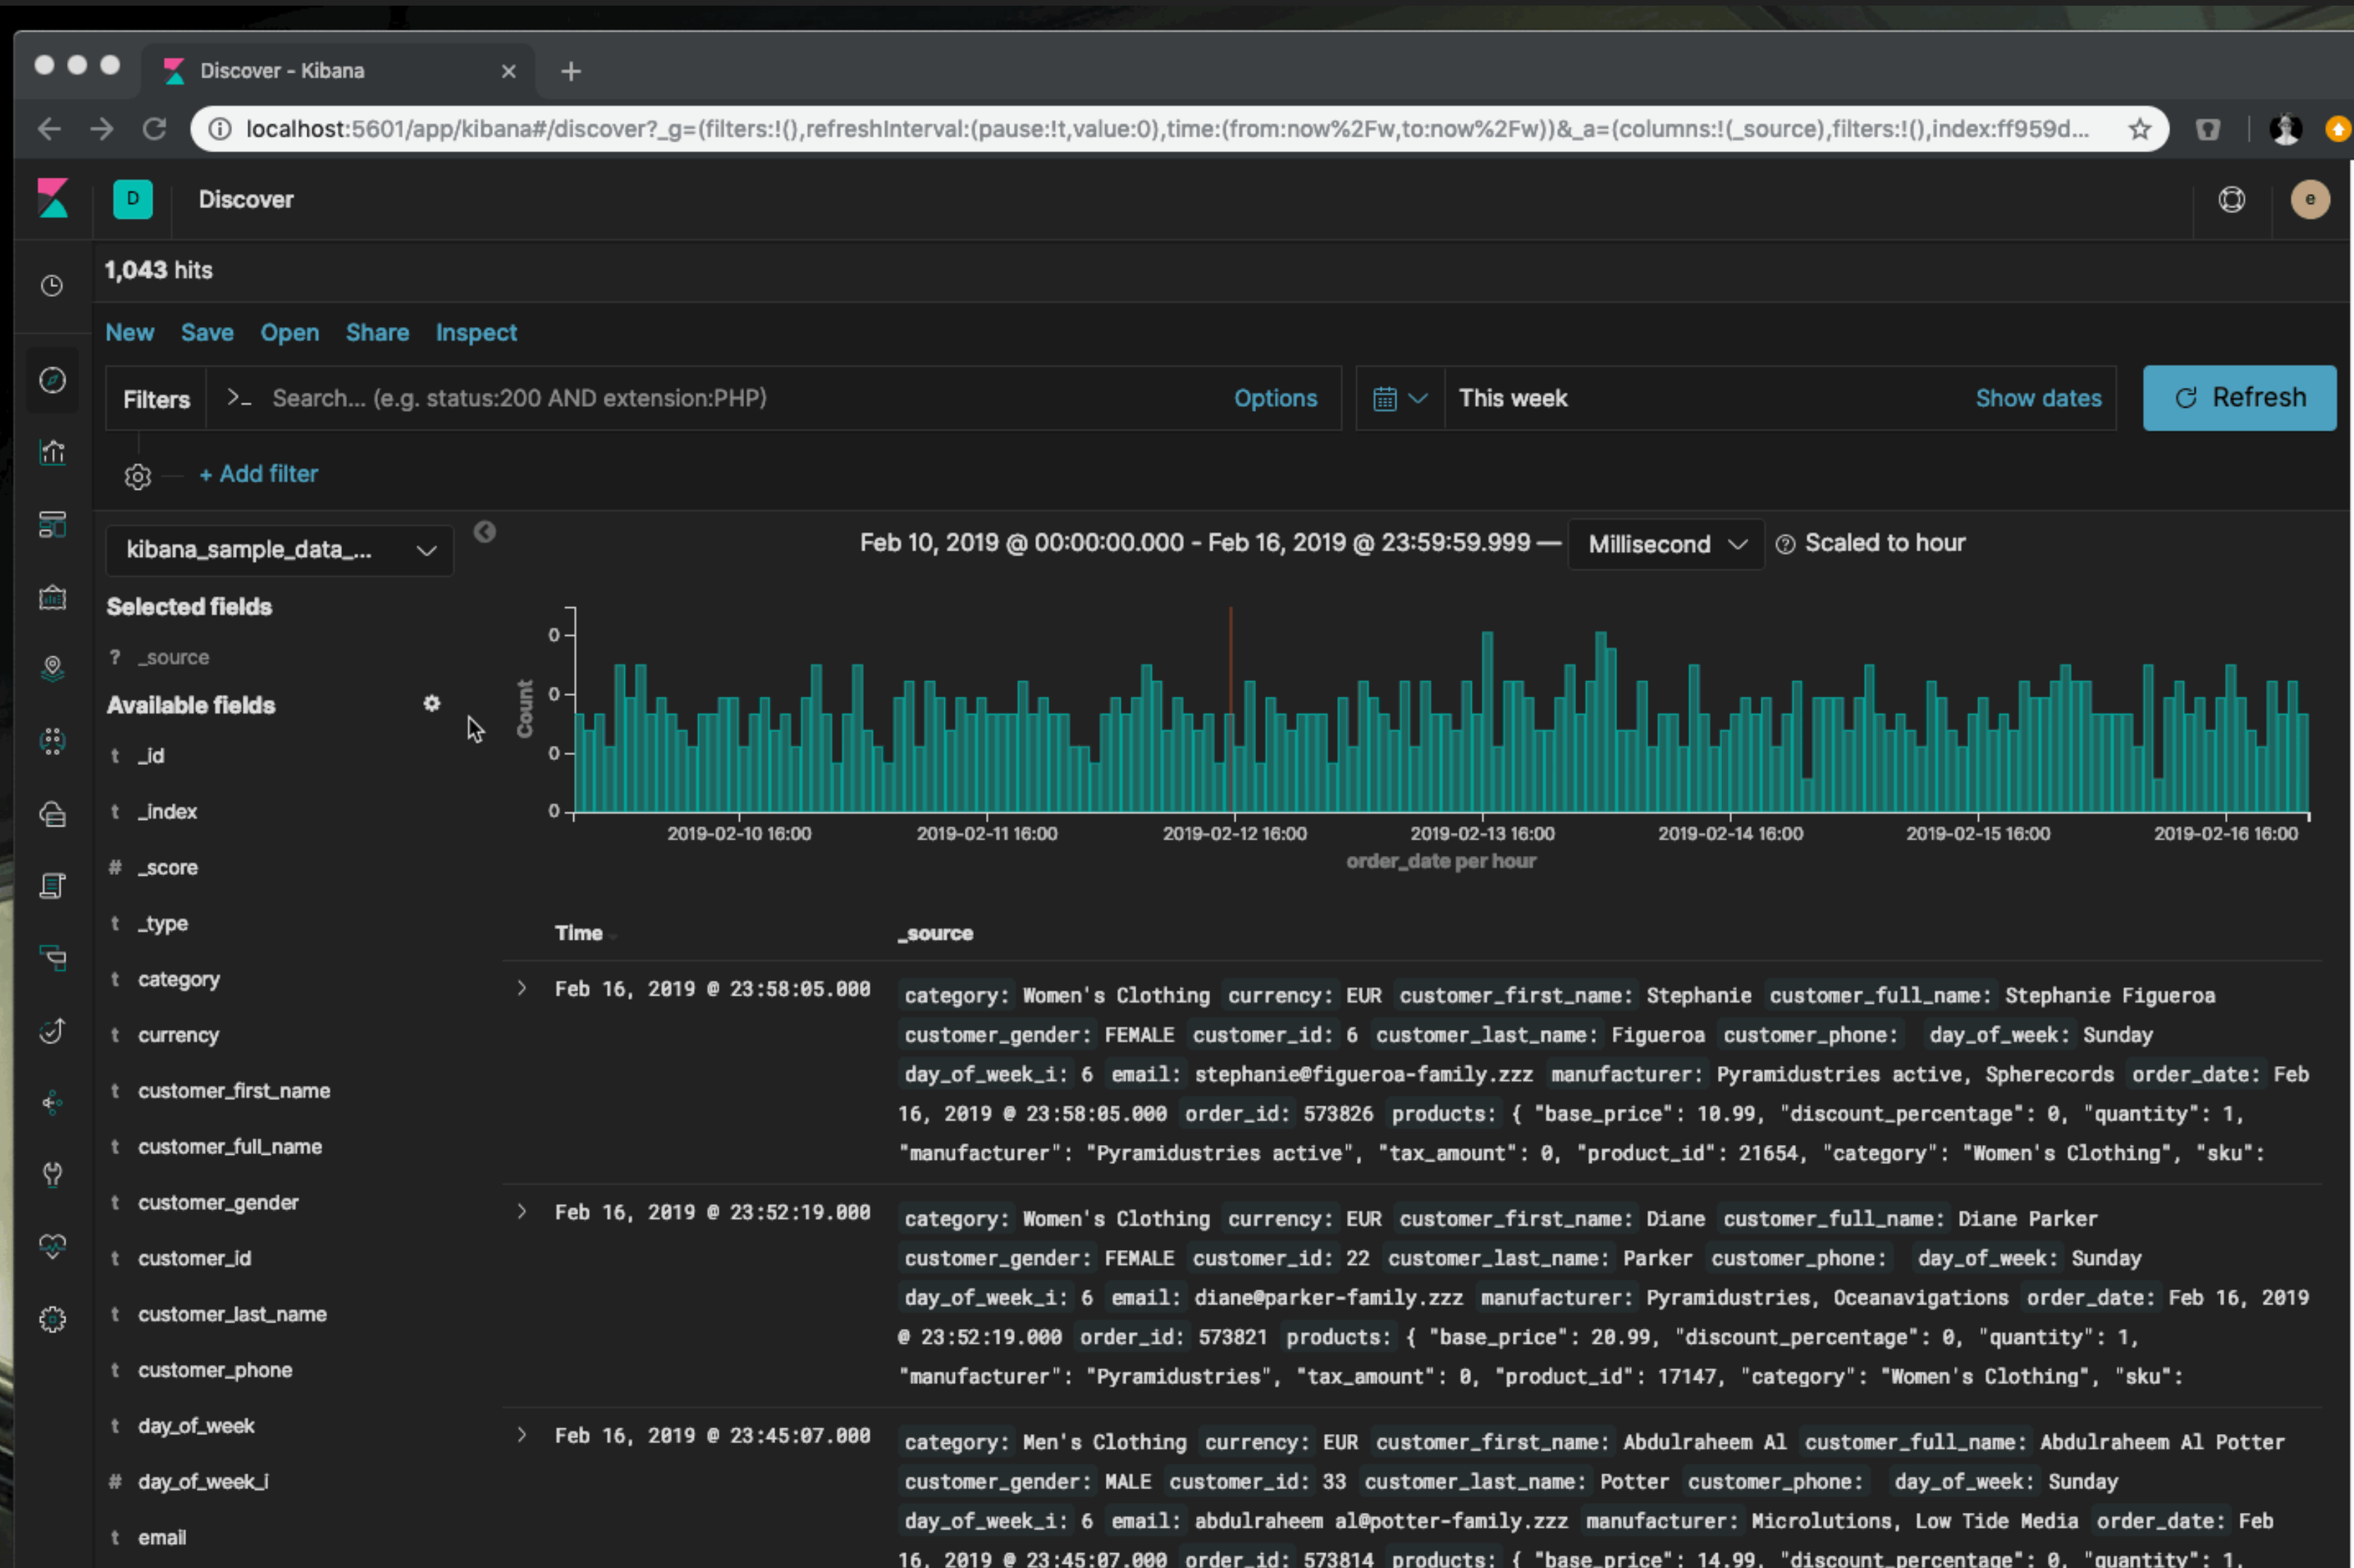 Discover - Kibana
localhost:5601/app/kibana#/discover?_g=(filters:!(),refreshInterval:(pause:!t,value:0),time:(from:now%2Fw,to:now%2Fw))&_a=(columns:!(_source),filters:!(),index:ff959d...
D
Discover
e
1,043 hits
New Save Open Share Inspect
Filters >_ Search... (e.g. status:200 AND extension:PHP) Options This week Show dates Refresh
+ Add filter
kibana_sample_data_...
Feb 10, 2019 @ 00:00:00.000 - Feb 16, 2019 @ 23:59:59.999 — Millisecond ? Scaled to hour
Selected fields
? _source
Available fields
t _id
t _index
# _score
t _type
t category
t currency
t customer_first_name
t customer_full_name
t customer_gender
t customer_id
t customer_last_name
t customer_phone
t day_of_week
# day_of_week_i
t email
Count
0
0
0
0
2019-02-10 16:00 2019-02-11 16:00 2019-02-12 16:00 2019-02-13 16:00 2019-02-14 16:00 2019-02-15 16:00 2019-02-16 16:00
order_date per hour
Time _source
Feb 16, 2019 @ 23:58:05.000 category: Women's Clothing currency: EUR customer_first_name: Stephanie customer_full_name: Stephanie Figueroa
customer_gender: FEMALE customer_id: 6 customer_last_name: Figueroa customer_phone: day_of_week: Sunday
day_of_week_i: 6 email: stephanie@figueroa-family.zzz manufacturer: Pyramidustries active, Spherecords order_date: Feb
16, 2019 @ 23:58:05.000 order_id: 573826 products: { "base_price": 10.99, "discount_percentage": 0, "quantity": 1,
"manufacturer": "Pyramidustries active", "tax_amount": 0, "product_id": 21654, "category": "Women's Clothing", "sku":
Feb 16, 2019 @ 23:52:19.000 category: Women's Clothing currency: EUR customer_first_name: Diane customer_full_name: Diane Parker
customer_gender: FEMALE customer_id: 22 customer_last_name: Parker customer_phone: day_of_week: Sunday
day_of_week_i: 6 email: diane@parker-family.zzz manufacturer: Pyramidustries, Oceanavigations order_date: Feb 16, 2019
@ 23:52:19.000 order_id: 573821 products: { "base_price": 20.99, "discount_percentage": 0, "quantity": 1,
"manufacturer": "Pyramidustries", "tax_amount": 0, "product_id": 17147, "category": "Women's Clothing", "sku":
Feb 16, 2019 @ 23:45:07.000 category: Men's Clothing currency: EUR customer_first_name: Abdulraheem Al customer_full_name: Abdulraheem Al Potter
customer_gender: MALE customer_id: 33 customer_last_name: Potter customer_phone: day_of_week: Sunday
day_of_week_i: 6 email: abdulraheem al@potter-family.zzz manufacturer: Microlutions, Low Tide Media order_date: Feb
16, 2019 @ 23:45:07.000 order_id: 573814 products: { "base_price": 14.99, "discount_percentage": 0, "quantity": 1,